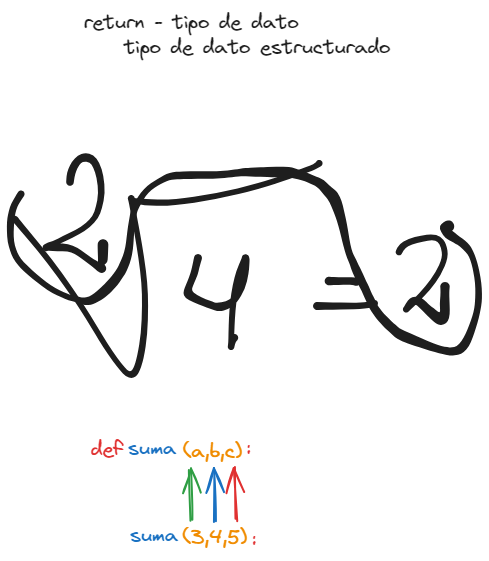 return - tipo de dato
tipo de dato estructurado
2√4 = 2
def suma (a,b,c):
suma (3,4,5):